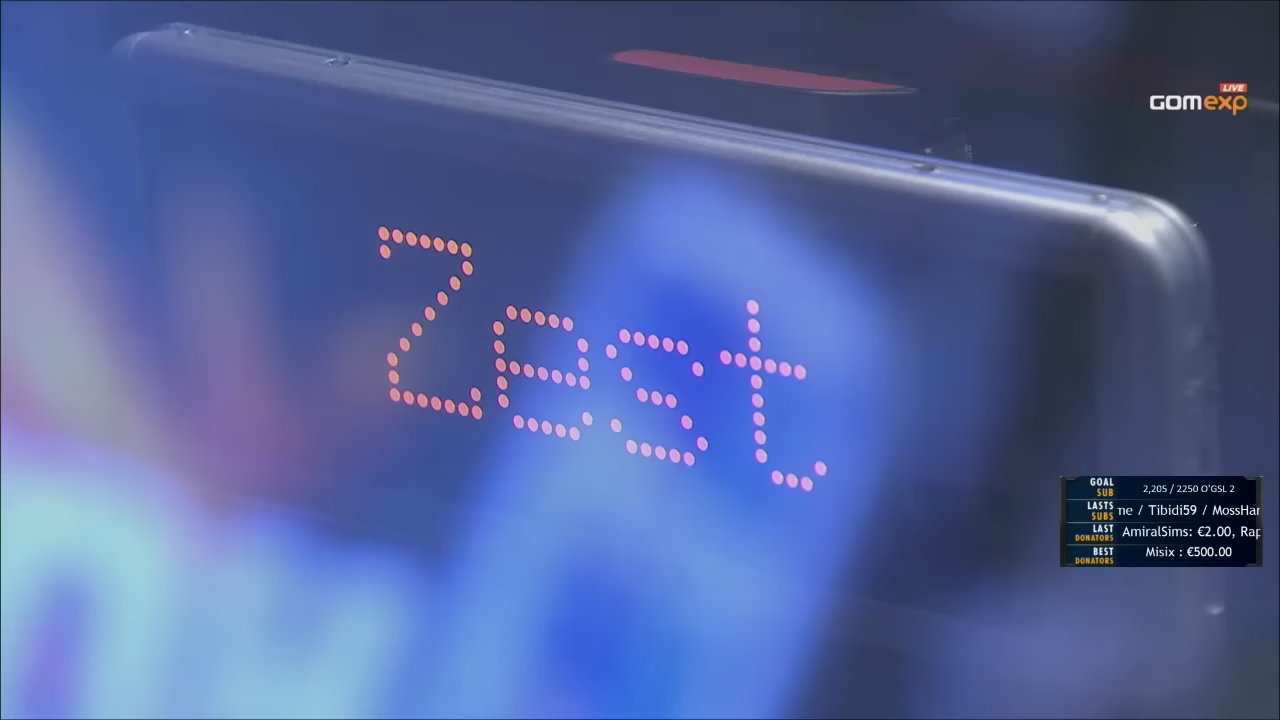 LIVE
GOMexp
Zest
GOAL SUB 2,205 / 2250 O'GSL 2
LASTS SUBS ne / Tibidi59 / MossHar
LAST DONATORS AmiralSims: €2.00, Rap
BEST DONATORS Misix : €500.00